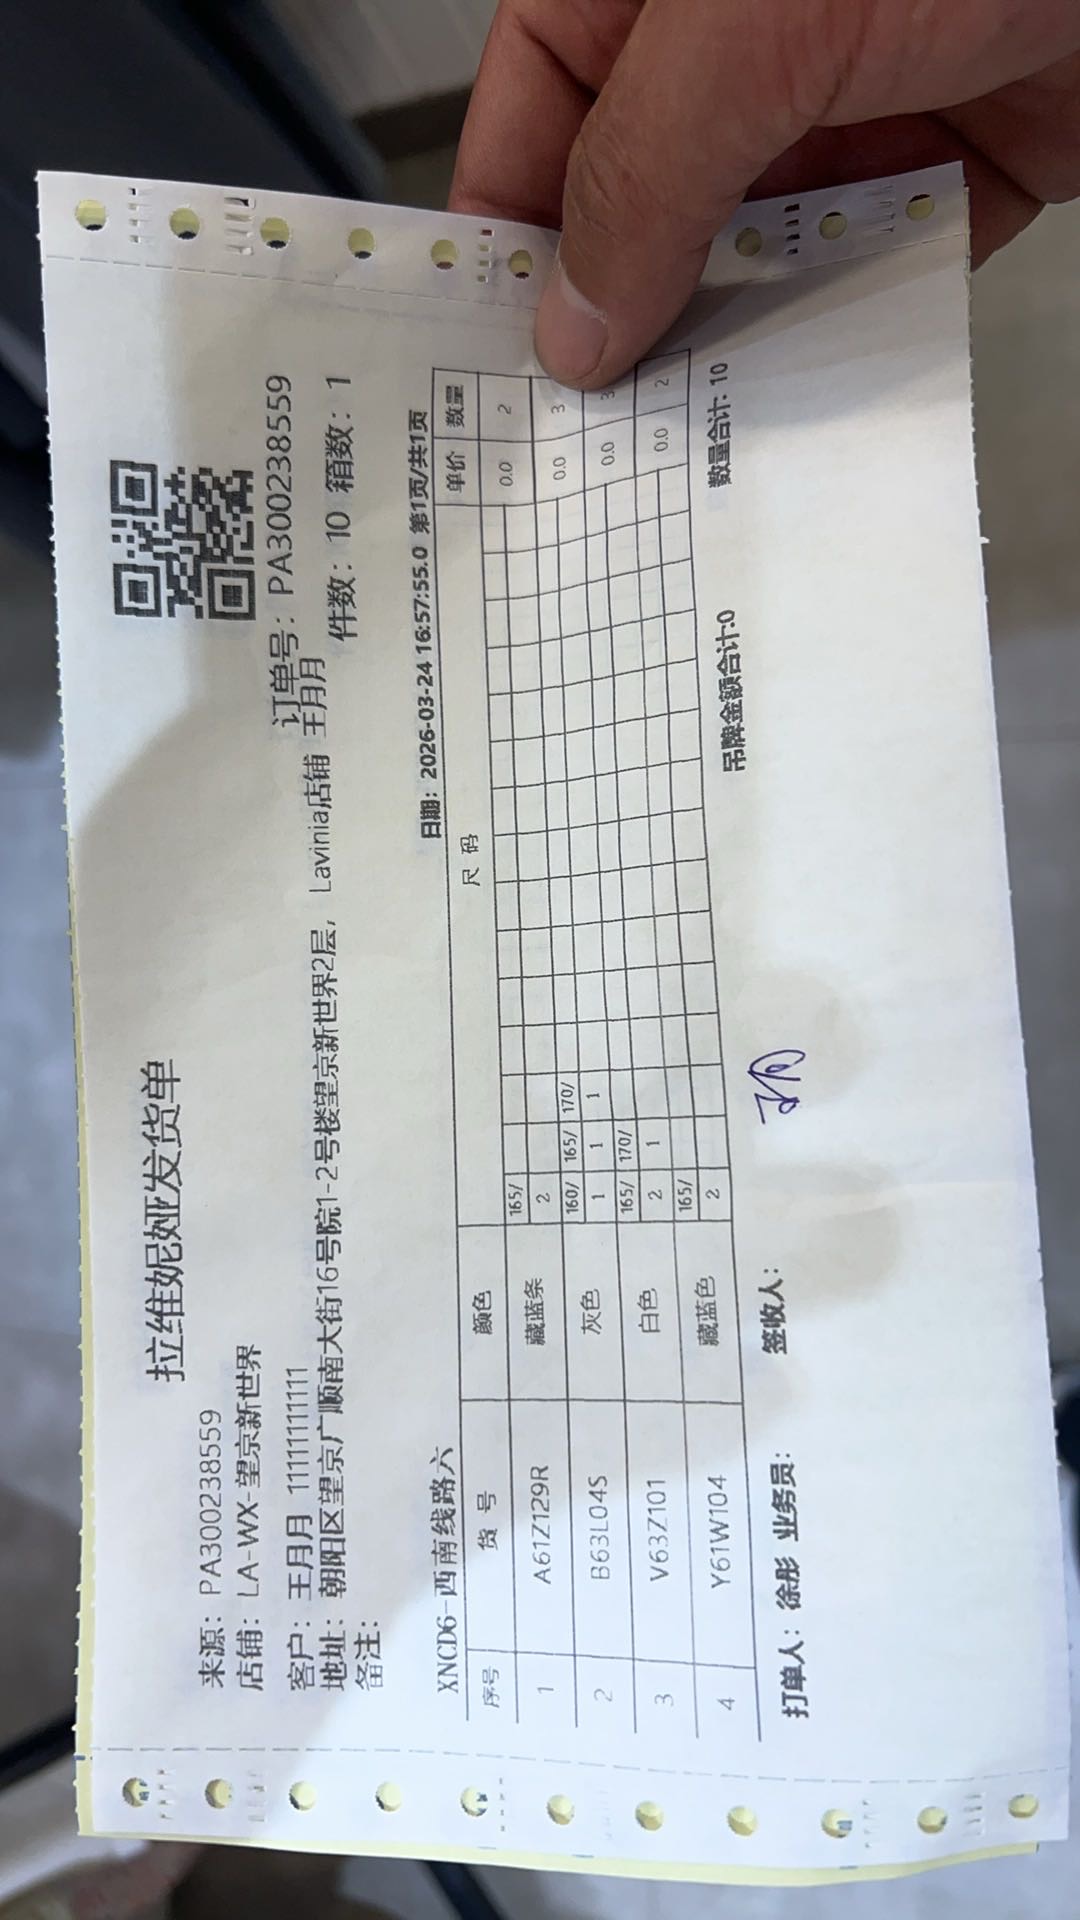 拉维妮娅发货单
来源：PA300238559
店铺：LA-WX-望京新世界
订单号：PA300238559
客户：王月月 11111111111
地址：朝阳区望京广顺南大街16号院1-2号楼望京新世界2层， Lavinia店铺 王月月
备注：
件数：10 箱数：1
XNCD6-西南线路六
日期：2026-03-24 16:57:55.0 第1页/共1页
序号 货号 颜色 尺码 单价 数量
165/
1 A61Z129R 藏蓝条 2 0.0 2
160/ 165/ 170/
2 B63L04S 灰色 1 1 1 0.0 3
165/ 170/
3 V63Z101 白色 2 1 0.0 3
165/
4 Y61W104 藏蓝色 2 0.0 2
吊牌金额合计:0 数量合计: 10
打单人：徐彤 业务员： 签收人：